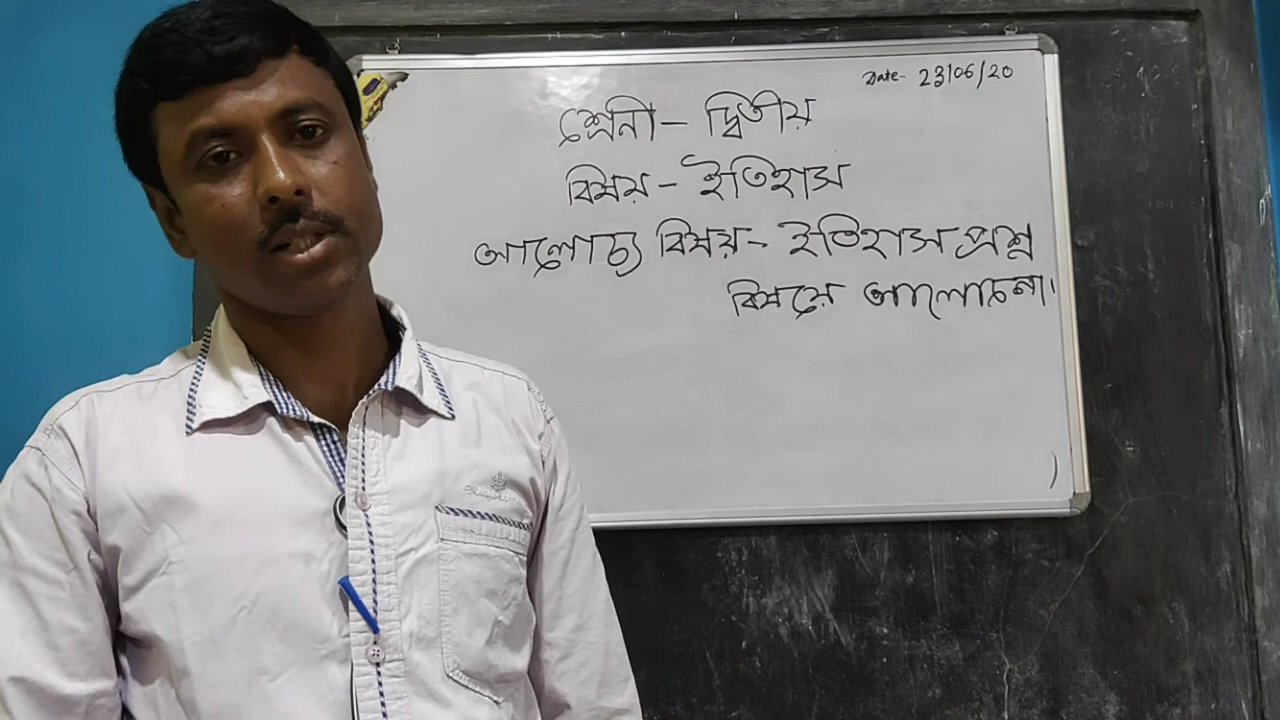 Date- 23/06/20
শ্রেনী - দ্বিতীয়
বিষয় - ইতিহাস
আলোচ্য বিষয় - ইতিহাস প্রশ্ন
বিষয়ে আলোচনা।